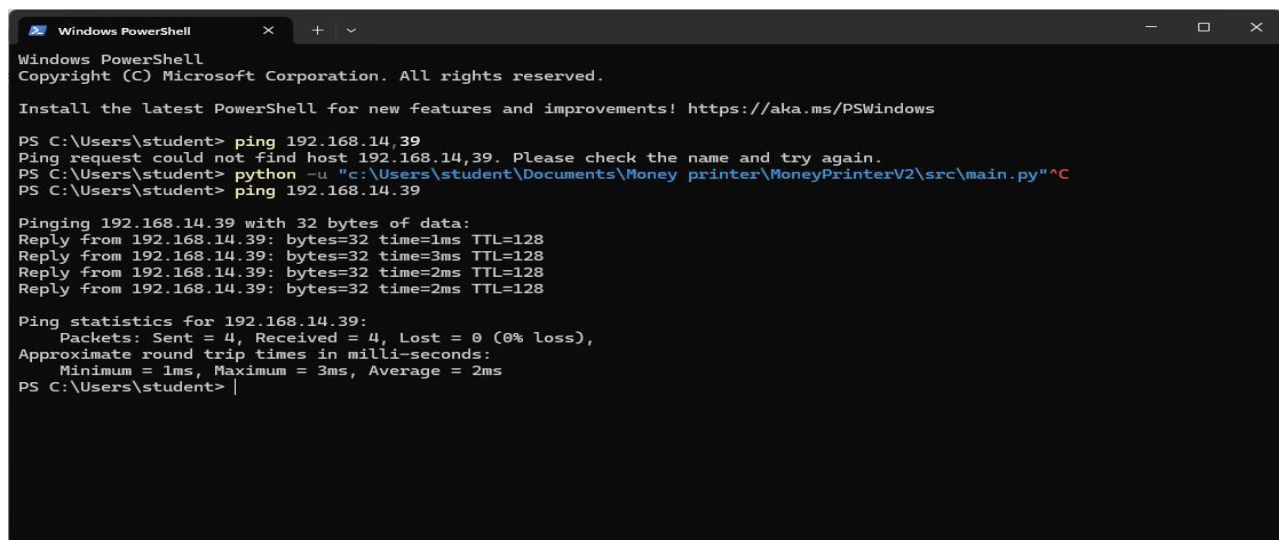 Windows PowerShell
Windows PowerShell
Copyright (C) Microsoft Corporation. All rights reserved.
Install the latest PowerShell for new features and improvements! https://aka.ms/PSWindows
PS C:\Users\student> ping 192.168.14,39
Ping request could not find host 192.168.14,39. Please check the name and try again.
PS C:\Users\student> python -u "c:\Users\student\Documents\Money printer\MoneyPrinterV2\src\main.py"^C
PS C:\Users\student> ping 192.168.14.39
Pinging 192.168.14.39 with 32 bytes of data:
Reply from 192.168.14.39: bytes=32 time=1ms TTL=128
Reply from 192.168.14.39: bytes=32 time=3ms TTL=128
Reply from 192.168.14.39: bytes=32 time=2ms TTL=128
Reply from 192.168.14.39: bytes=32 time=2ms TTL=128
Ping statistics for 192.168.14.39:
Packets: Sent = 4, Received = 4, Lost = 0 (0% loss),
Approximate round trip times in milli-seconds:
Minimum = 1ms, Maximum = 3ms, Average = 2ms
PS C:\Users\student>